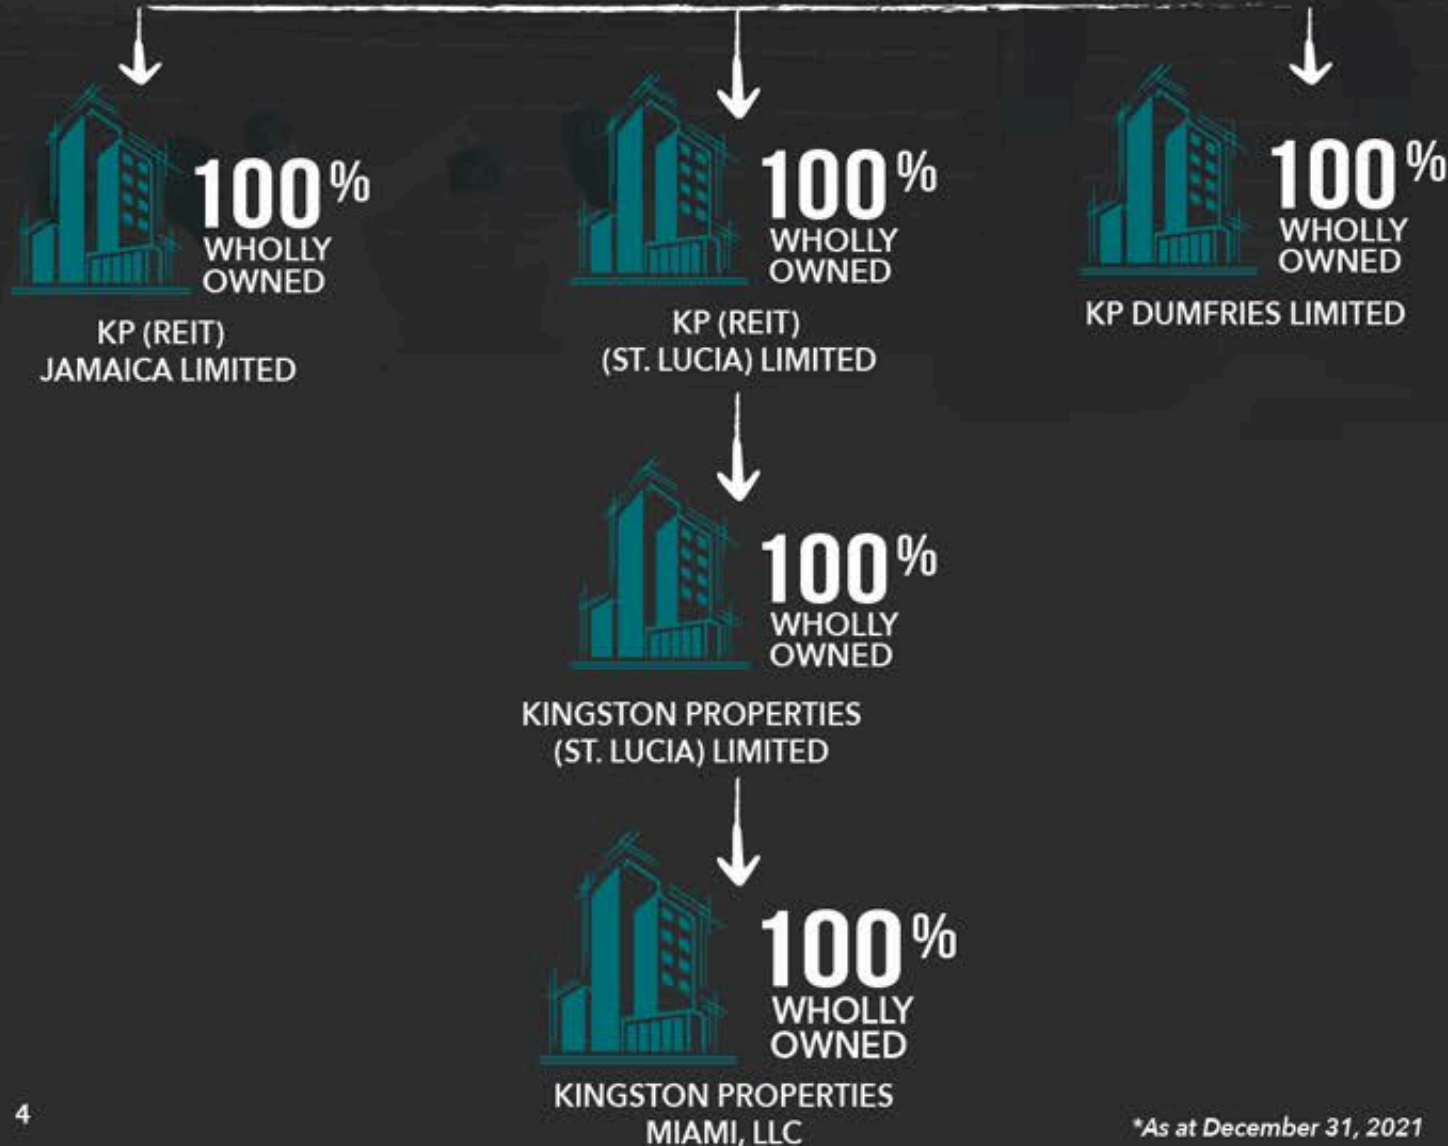 100%
WHOLLY
OWNED
KP (REIT)
JAMAICA LIMITED
100%
WHOLLY
OWNED
KP (REIT)
(ST. LUCIA) LIMITED
100%
WHOLLY
OWNED
KP DUMFRIES LIMITED
100%
WHOLLY
OWNED
KINGSTON PROPERTIES
(ST. LUCIA) LIMITED
100%
WHOLLY
OWNED
KINGSTON PROPERTIES
MIAMI, LLC
4
*As at December 31, 2021